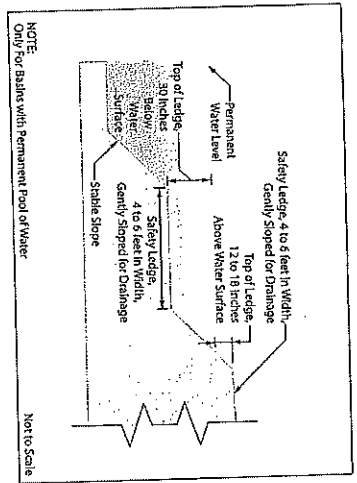 Safety Ledge, 4 to 6 feet in Width,
Gently Sloped for Drainage
Top of Ledge,
12 to 18 Inches
Above Water Surface
Permanent
Water Level
Top of Ledge,
30 Inches
Below
Water
Surface
Safety Ledge,
4 to 6 feet in Width,
Gently Sloped for Drainage
Stable Slope
NOTE:
Only For Basins with Permanent Pool of Water
Not to Scale